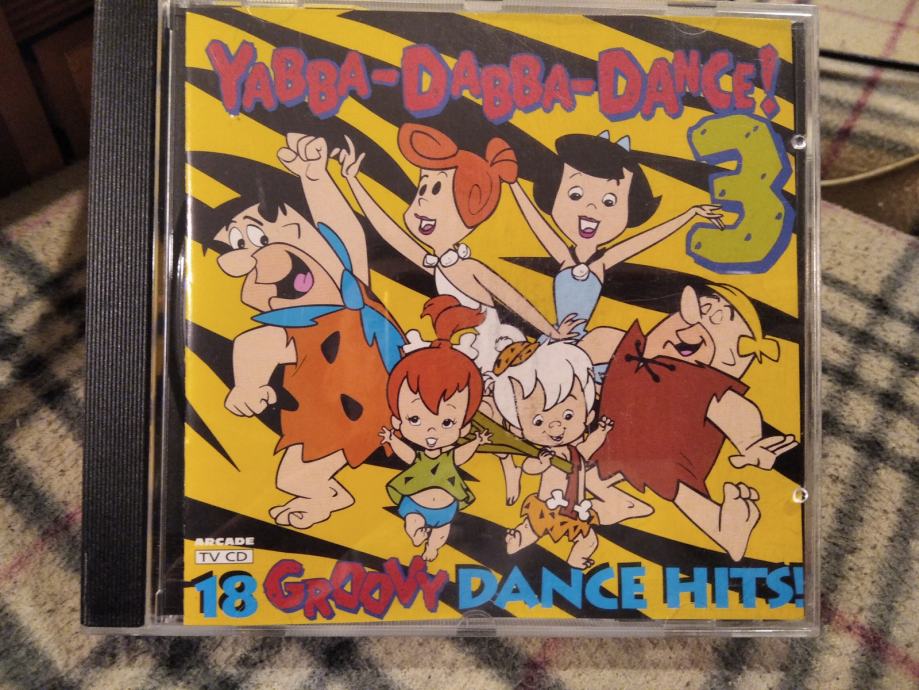 YABBA-DABBA-DANCE!
3
ARCADE
TV CD
18 GROOVY DANCE HITS!